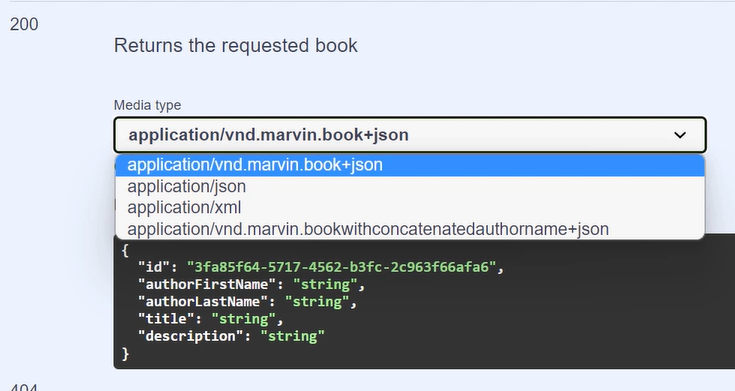 200
Returns the requested book
Media type
application/vnd.marvin.book+json
application/vnd.marvin.book+json
application/json
application/xml
application/vnd.marvin.bookwithconcatenatedauthorname+json
{
"id": "3fa85f64-5717-4562-b3fc-2c963f66afa6",
"authorFirstName": "string",
"authorLastName": "string",
"title": "string",
"description": "string"
}
404